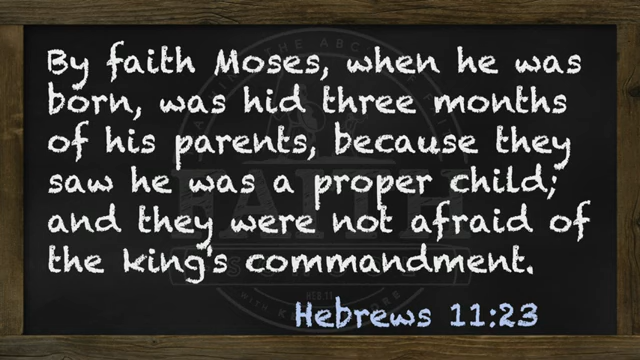 By faith Moses, when he was
born, was hid three months
of his parents, because they
saw he was a proper child;
and they were not afraid of
the king's commandment.
Hebrews 11:23
FAITH